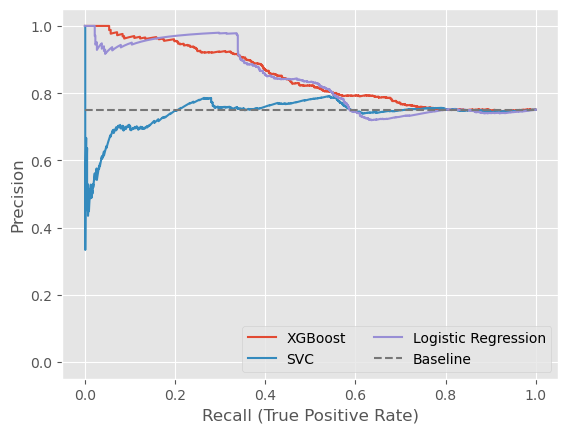 1.0
0.8
0.6
0.4
0.2
0.0
Precision
XGBoost
SVC
Logistic Regression
Baseline
0.0 0.2 0.4 0.6 0.8 1.0
Recall (True Positive Rate)